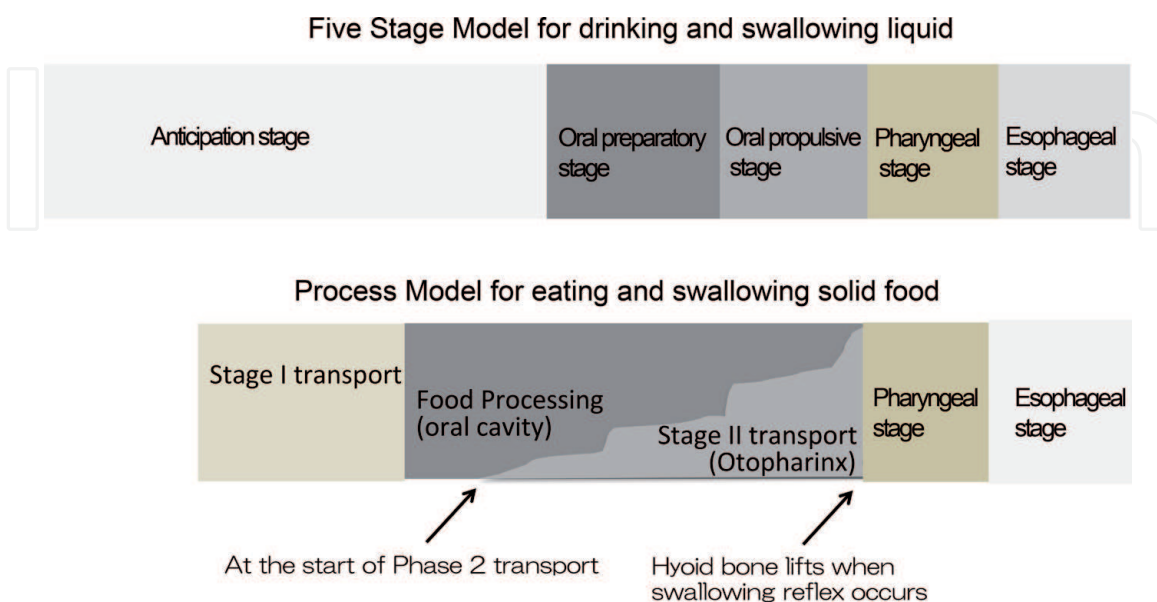 Five Stage Model for drinking and swallowing liquid
Anticipation stage
Oral preparatory
stage
Oral propulsive
stage
Pharyngeal
stage
Esophageal
stage
Process Model for eating and swallowing solid food
Stage I transport
Food Processing
(oral cavity)
Stage II transport
(Otopharinx)
Pharyngeal
stage
Esophageal
stage
At the start of Phase 2 transport
Hyoid bone lifts when
swallowing reflex occurs